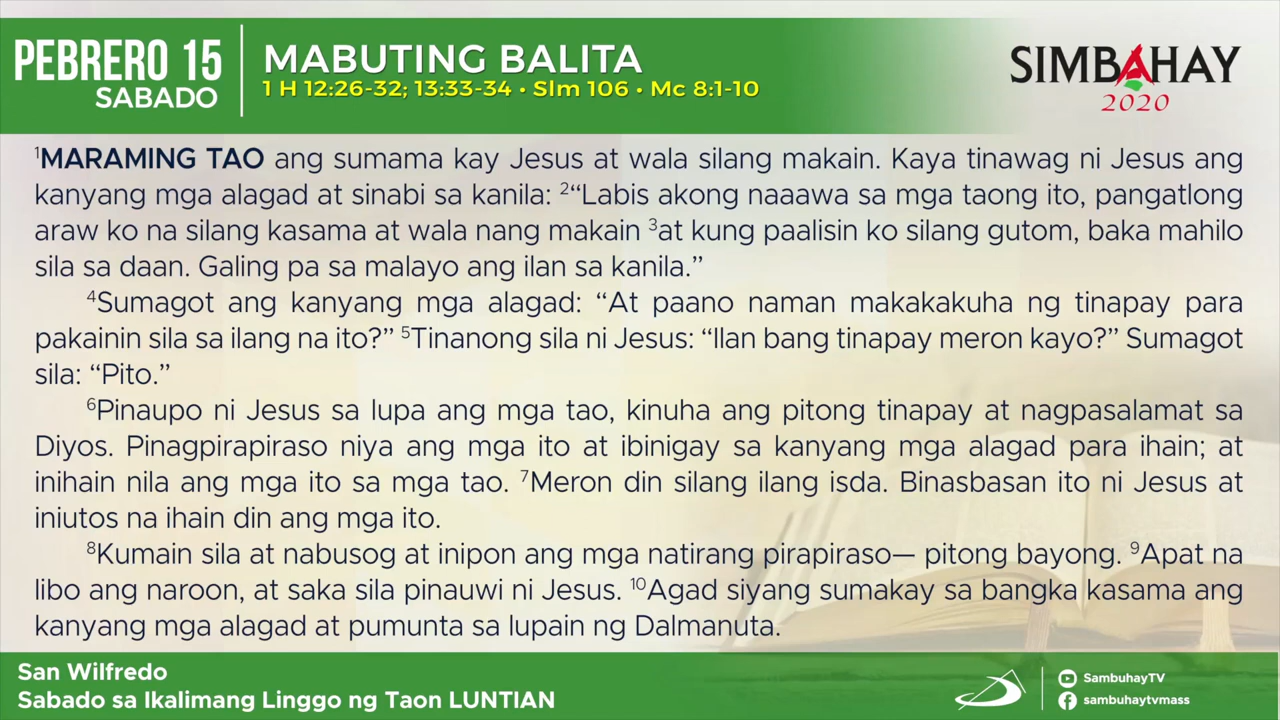 PEBRERO 15
SABADO
MABUTING BALITA
1 H 12:26-32; 13:33-34 • Slm 106 • Mc 8:1-10
SIMBAHAY
2020
¹MARAMING TAO ang sumama kay Jesus at wala silang makain. Kaya tinawag ni Jesus ang
kanyang mga alagad at sinabi sa kanila: ²“Labis akong naaawa sa mga taong ito, pangatlong
araw ko na silang kasama at wala nang makain ³at kung paalisin ko silang gutom, baka mahilo
sila sa daan. Galing pa sa malayo ang ilan sa kanila.”
⁴Sumagot ang kanyang mga alagad: “At paano naman makakakuha ng tinapay para
pakainin sila sa ilang na ito?” ⁵Tinanong sila ni Jesus: “Ilan bang tinapay meron kayo?” Sumagot
sila: “Pito.”
⁶Pinaupo ni Jesus sa lupa ang mga tao, kinuha ang pitong tinapay at nagpasalamat sa
Diyos. Pinagpirapiraso niya ang mga ito at ibinigay sa kanyang mga alagad para ihain; at
inihain nila ang mga ito sa mga tao. ⁷Meron din silang ilang isda. Binasbasan ito ni Jesus at
iniutos na ihain din ang mga ito.
⁸Kumain sila at nabusog at inipon ang mga natirang pirapiraso— pitong bayong. ⁹Apat na
libo ang naroon, at saka sila pinauwi ni Jesus. ¹⁰Agad siyang sumakay sa bangka kasama ang
kanyang mga alagad at pumunta sa lupain ng Dalmanuta.
San Wilfredo
Sabado sa Ikalimang Linggo ng Taon LUNTIAN
SambuhayTV
sambuhaytvmass